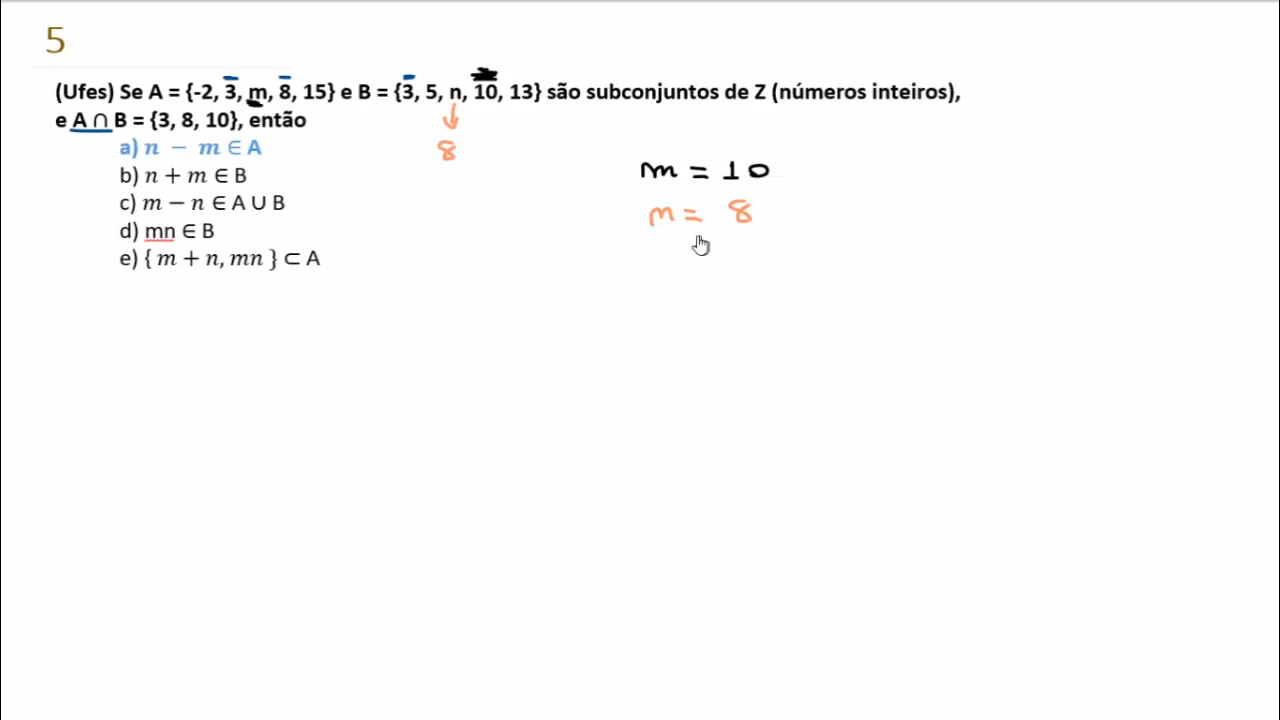 5
(Ufes) Se A = {-2, 3, m, 8, 15} e B = {3, 5, n, 10, 13} são subconjuntos de Z (números inteiros),
e A ∩ B = {3, 8, 10}, então
8
a) n − m ∈ A
b) n + m ∈ B
c) m − n ∈ A ∪ B
d) mn ∈ B
e) { m + n, mn } ⊂ A
m = 10
m = 8